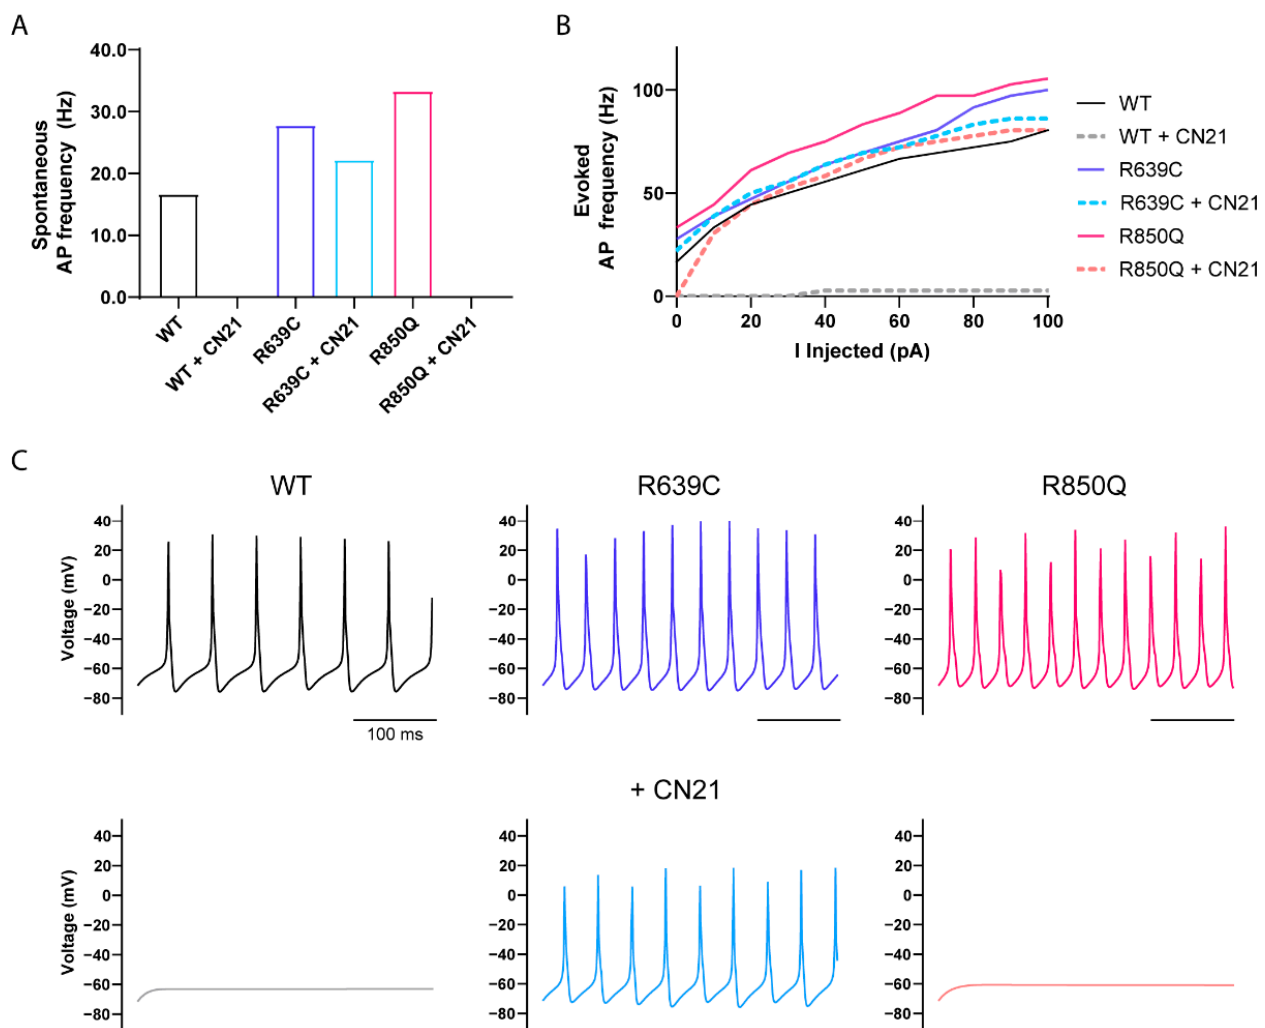 A
Spontaneous
AP frequency (Hz)
40.0
30.0
20.0
10.0
0.0
WT
WT + CN21
R639C
R639C + CN21
R850Q
R850Q + CN21
B
Evoked
AP frequency (Hz)
100
50
0
0 20 40 60 80 100
I Injected (pA)
WT
WT + CN21
R639C
R639C + CN21
R850Q
R850Q + CN21
C
WT
Voltage (mV)
40
20
0
−20
−40
−60
−80
100 ms
R639C
40
20
0
−20
−40
−60
−80
R850Q
40
20
0
−20
−40
−60
−80
+ CN21
Voltage (mV)
40
20
0
−20
−40
−60
−80
40
20
0
−20
−40
−60
−80
40
20
0
−20
−40
−60
−80